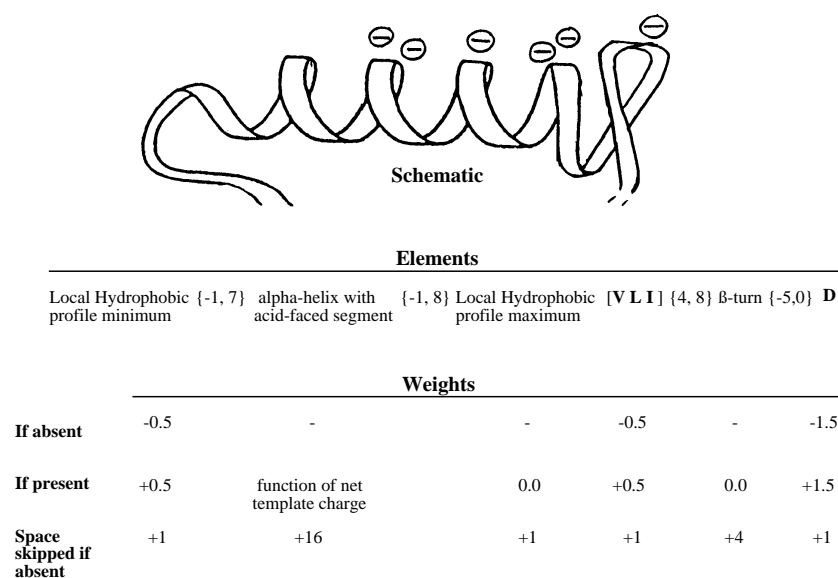 Schematic
Elements
Local Hydrophobic {-1, 7} alpha-helix with {-1, 8} Local Hydrophobic [V L I] {4, 8} ß-turn {-5,0} D
profile minimum acid-faced segment profile maximum
Weights
If absent -0.5 - - -0.5 - -1.5
If present +0.5 function of net 0.0 +0.5 0.0 +1.5
template charge
Space +1 +16 +1 +1 +4 +1
skipped if
absent